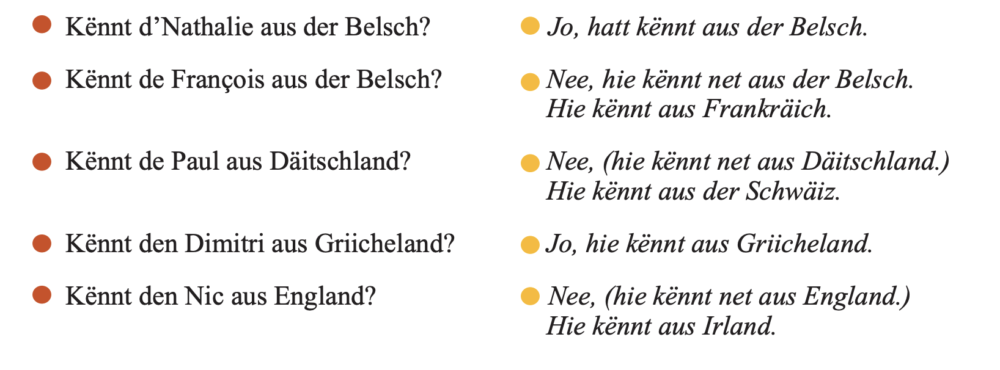 Kënnt d’Nathalie aus der Belsch?
Jo, hatt kënnt aus der Belsch.
Kënnt de François aus der Belsch?
Nee, hie kënnt net aus der Belsch.
Hie kënnt aus Frankräich.
Kënnt de Paul aus Däitschland?
Nee, (hie kënnt net aus Däitschland.)
Hie kënnt aus der Schwäiz.
Kënnt den Dimitri aus Griicheland?
Jo, hie kënnt aus Griicheland.
Kënnt den Nic aus England?
Nee, (hie kënnt net aus England.)
Hie kënnt aus Irland.